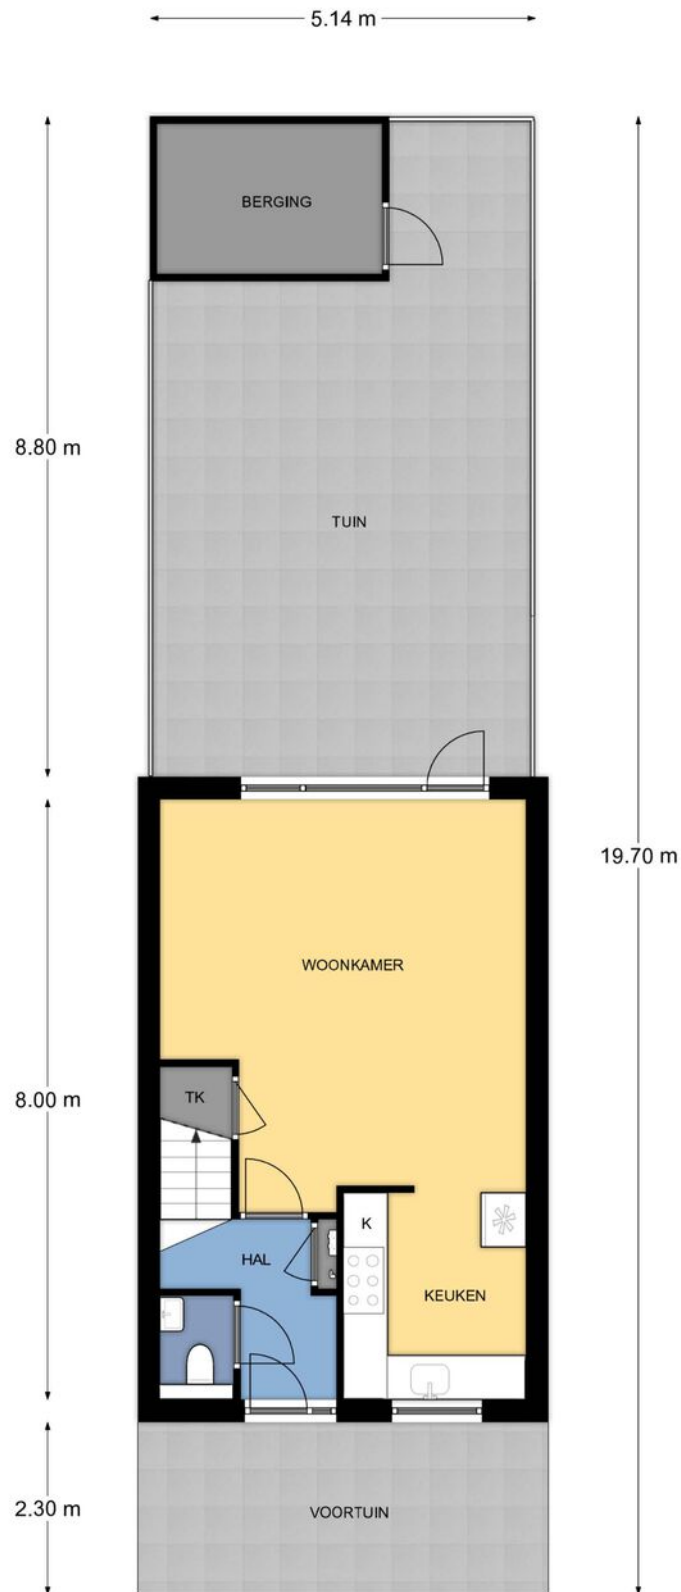 5.14 m
BERGING
8.80 m
TUIN
19.70 m
WOONKAMER
TK
8.00 m
K
HAL
KEUKEN
2.30 m
VOORTUIN